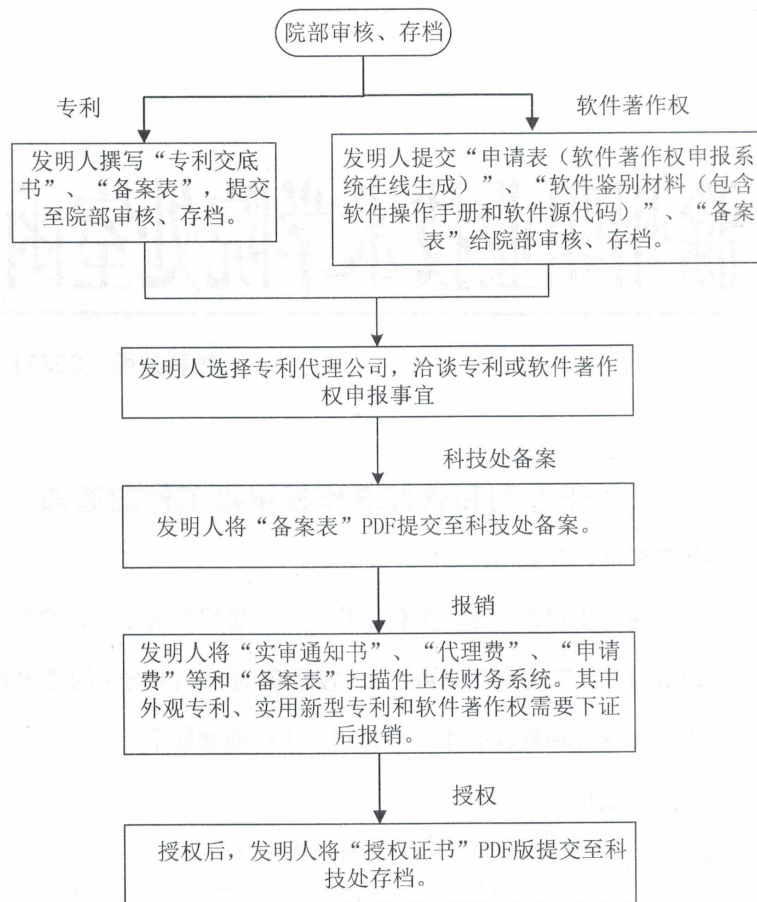 院部审核、存档
专利
软件著作权
发明人撰写“专利交底
书”、“备案表”,提交
至院部审核、存档。
发明人提交“申请表(软件著作权申报系
统在线生成)”、“软件鉴别材料(包含
软件操作手册和软件源代码)”、“备案
表”给院部审核、存档。
发明人选择专利代理公司,洽谈专利或软件著作
权申报事宜
科技处备案
发明人将“备案表”PDF提交至科技处备案。
报销
发明人将“实审通知书”、“代理费”、“申请
费”等和“备案表”扫描件上传财务系统。其中
外观专利、实用新型专利和软件著作权需要下证
后报销。
授权
授权后,发明人将“授权证书”PDF版提交至科
技处存档。